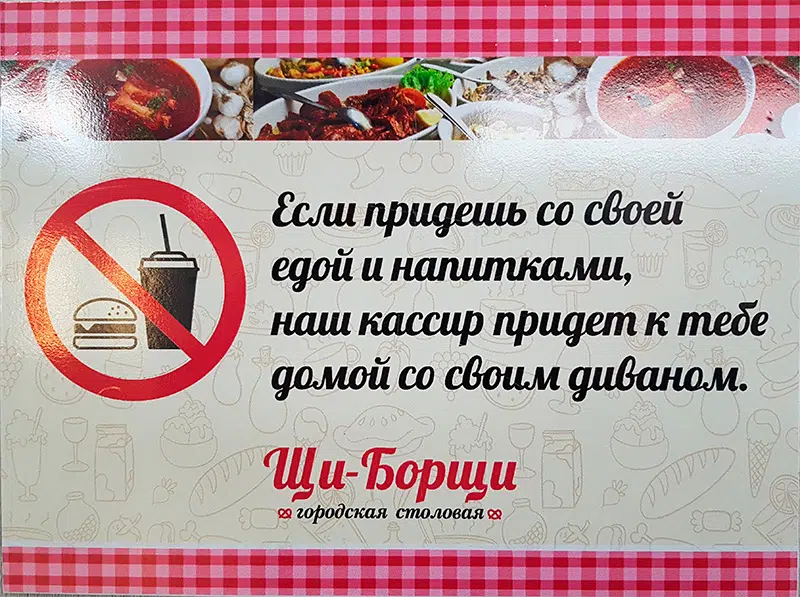 Если придешь со своей
едой и напитками,
наш кассир придет к тебе
домой со своим диваном.
Щи-Борщи
городская столовая